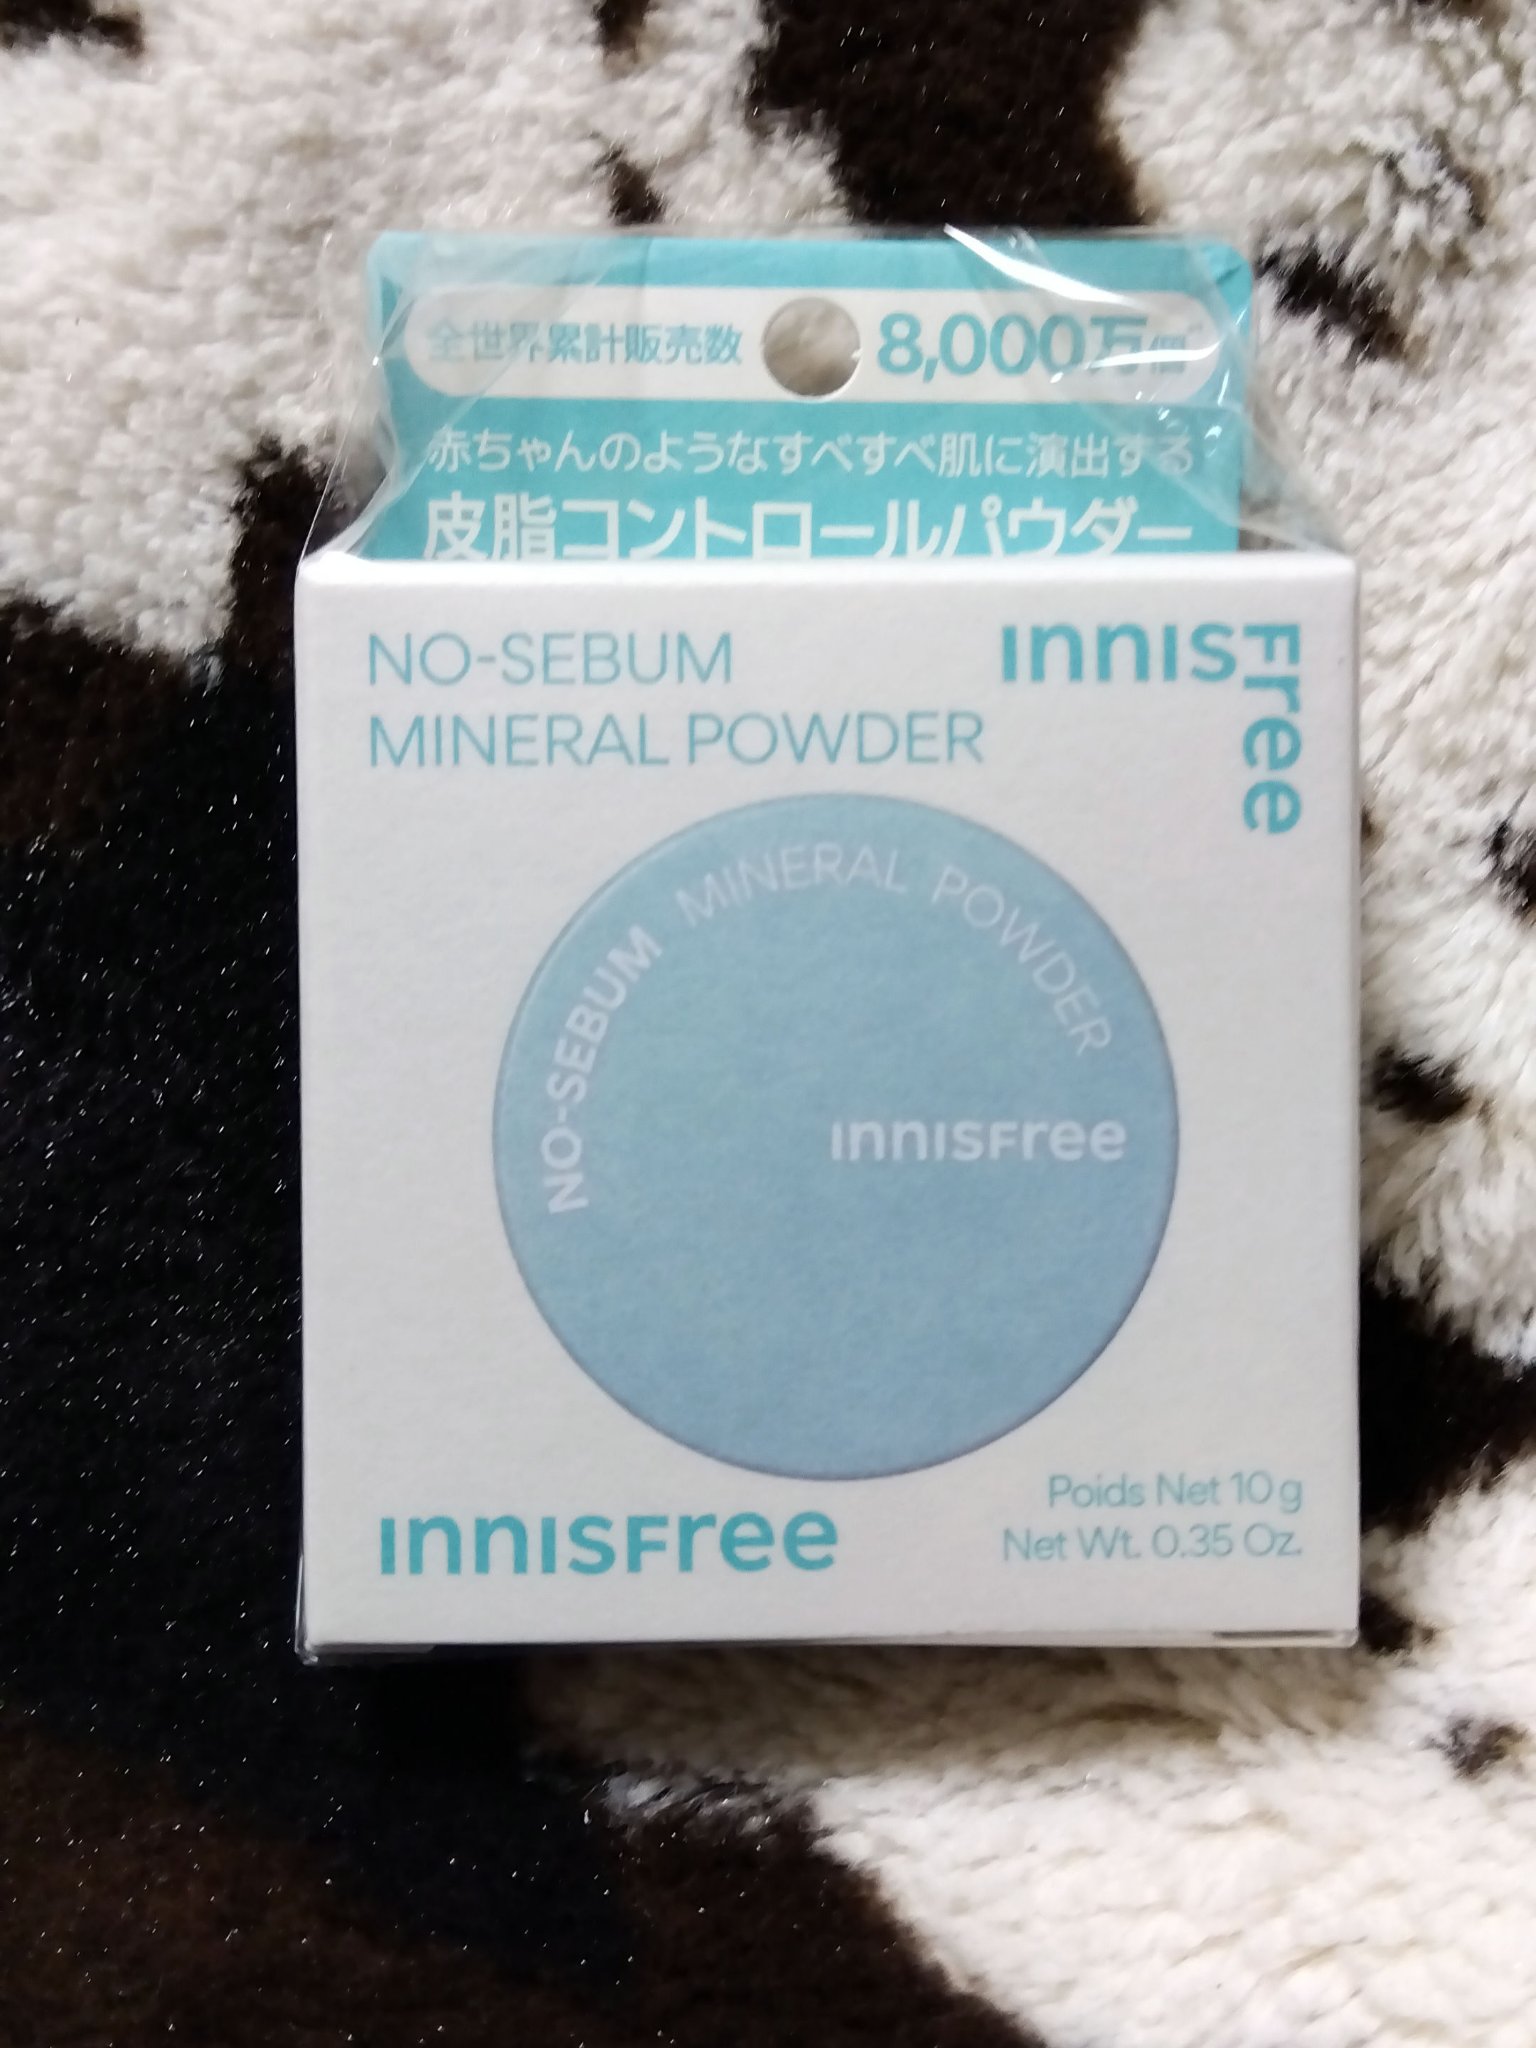 全世界累計販売数 8,000万個
赤ちゃんのようなすべすべ肌に演出する
皮脂コントロールパウダー
NO-SEBUM
MINERAL POWDER
INNISFree
NO-SEBUM MINERAL POWDER
INNISFree
INNISFree
Poids Net 10 g
Net Wt. 0.35 Oz.